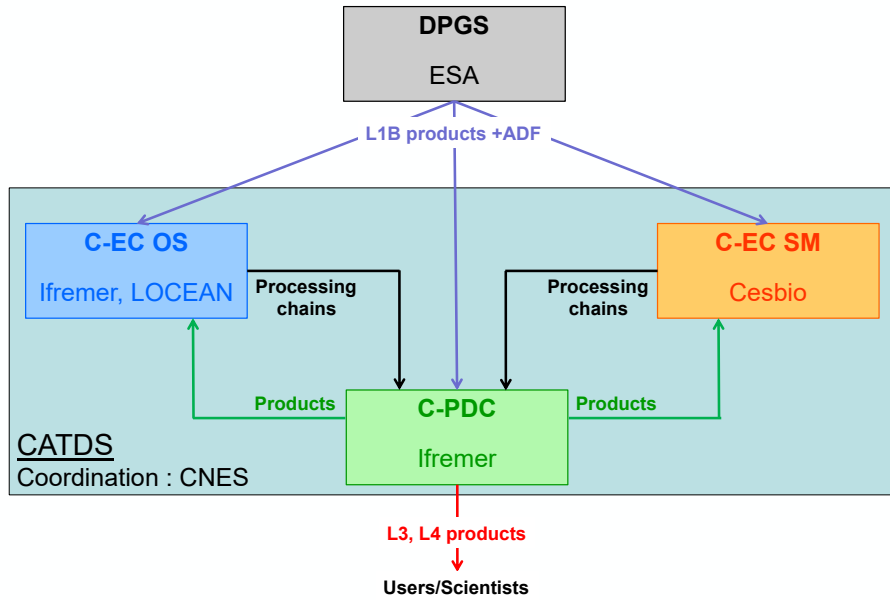 DPGS
ESA
L1B products +ADF
C-EC OS
Ifremer, LOCEAN
C-EC SM
Cesbio
Processing
chains
Processing
chains
Products
C-PDC
Ifremer
Products
CATDS
Coordination : CNES
L3, L4 products
Users/Scientists